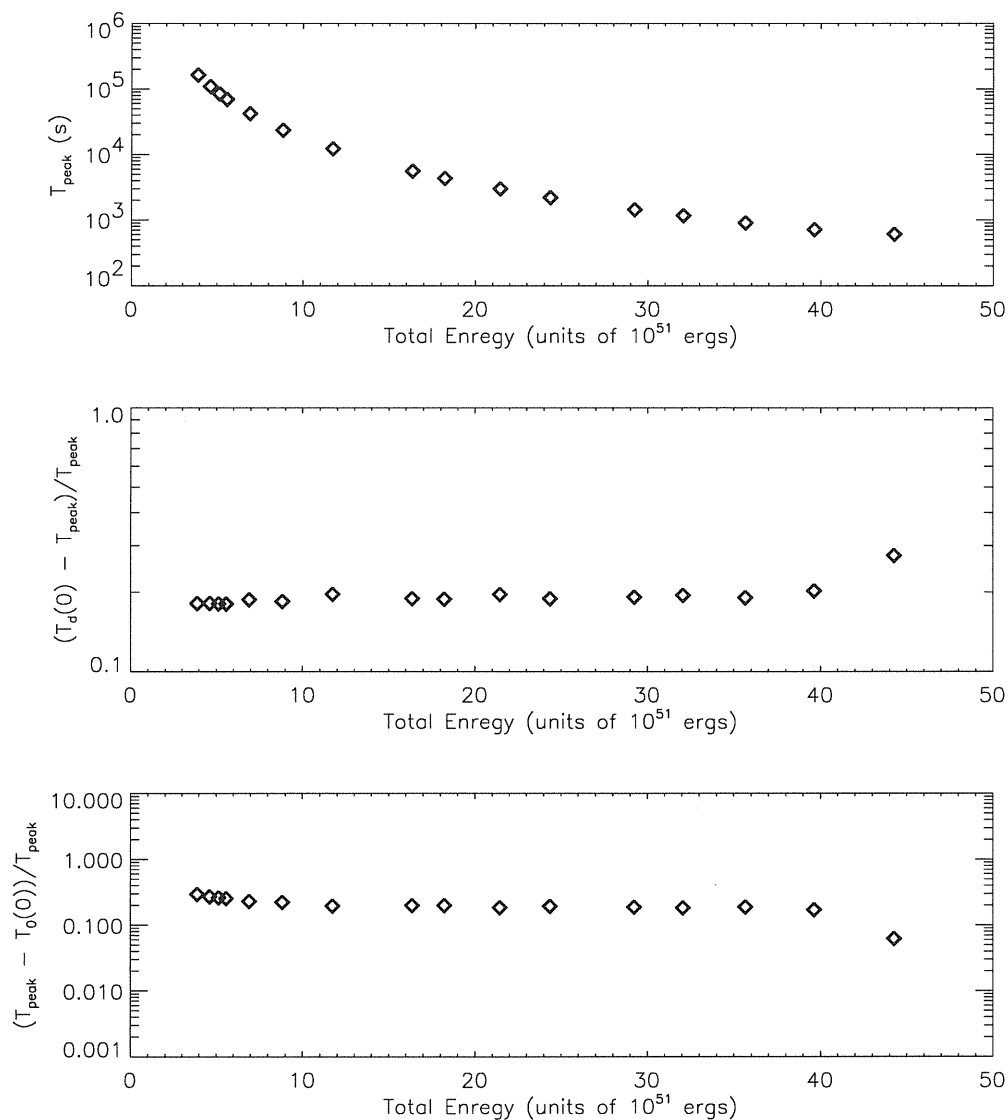 10^6
10^5
10^4
10^3
10^2
T_peak (s)
0 10 20 30 40 50
Total Enregy (units of 10^51 ergs)
1.0
0.1
(T_d(0) − T_peak)/T_peak
0 10 20 30 40 50
Total Enregy (units of 10^51 ergs)
10.000
1.000
0.100
0.010
0.001
(T_peak − T_0(0))/T_peak
0 10 20 30 40 50
Total Enregy (units of 10^51 ergs)